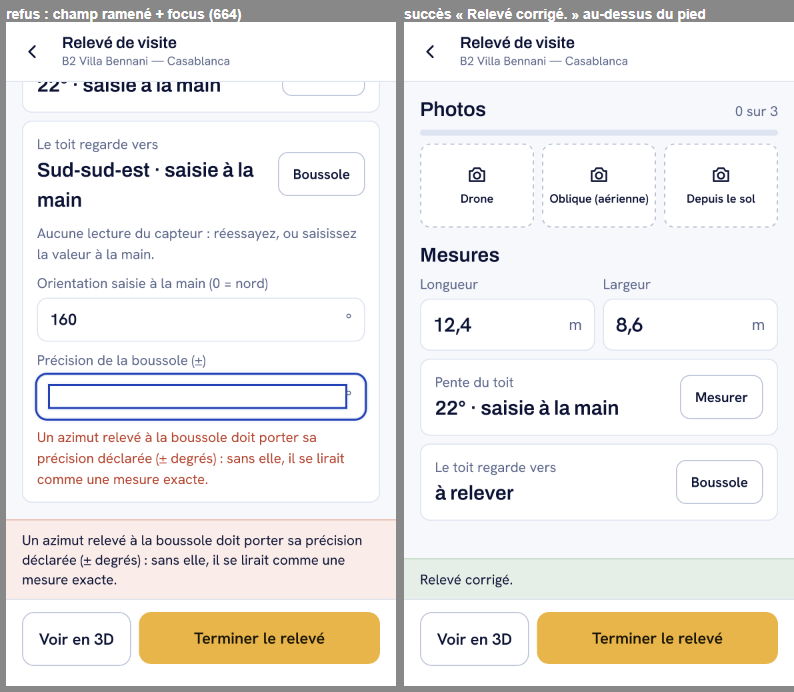 refus : champ ramené + focus (664)
Relevé de visite
B2 Villa Bennani — Casablanca
22° · saisie à la main
Le toit regarde vers
Sud-sud-est · saisie à la
main
Boussole
Aucune lecture du capteur : réessayez, ou saisissez
la valeur à la main.
Orientation saisie à la main (0 = nord)
160 °
Précision de la boussole (±)
°
Un azimut relevé à la boussole doit porter sa
précision déclarée (± degrés) : sans elle, il se lirait
comme une mesure exacte.
Un azimut relevé à la boussole doit porter sa précision
déclarée (± degrés) : sans elle, il se lirait comme une
mesure exacte.
Voir en 3D
Terminer le relevé
succès « Relevé corrigé. » au-dessus du pied
Relevé de visite
B2 Villa Bennani — Casablanca
Photos
0 sur 3
Drone
Oblique (aérienne)
Depuis le sol
Mesures
Longueur
Largeur
12,4 m
8,6 m
Pente du toit
22° · saisie à la main
Mesurer
Le toit regarde vers
à relever
Boussole
Relevé corrigé.
Voir en 3D
Terminer le relevé